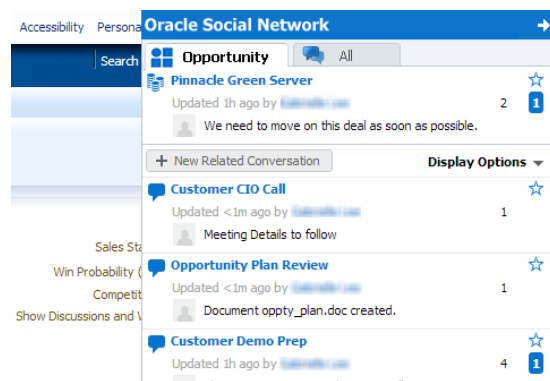 Accessibility Persona
Oracle Social Network
Search
Opportunity
All
Pinnacle Green Server
Updated 1h ago by
2
1
We need to move on this deal as soon as possible.
+ New Related Conversation
Display Options
Customer CIO Call
Updated <1m ago by
1
Meeting Details to follow
Sales Sta
Opportunity Plan Review
Win Probability (
Updated <1m ago by
1
Competit
Document oppty_plan.doc created.
Show Discussions and V
Customer Demo Prep
Updated 1h ago by
4
1